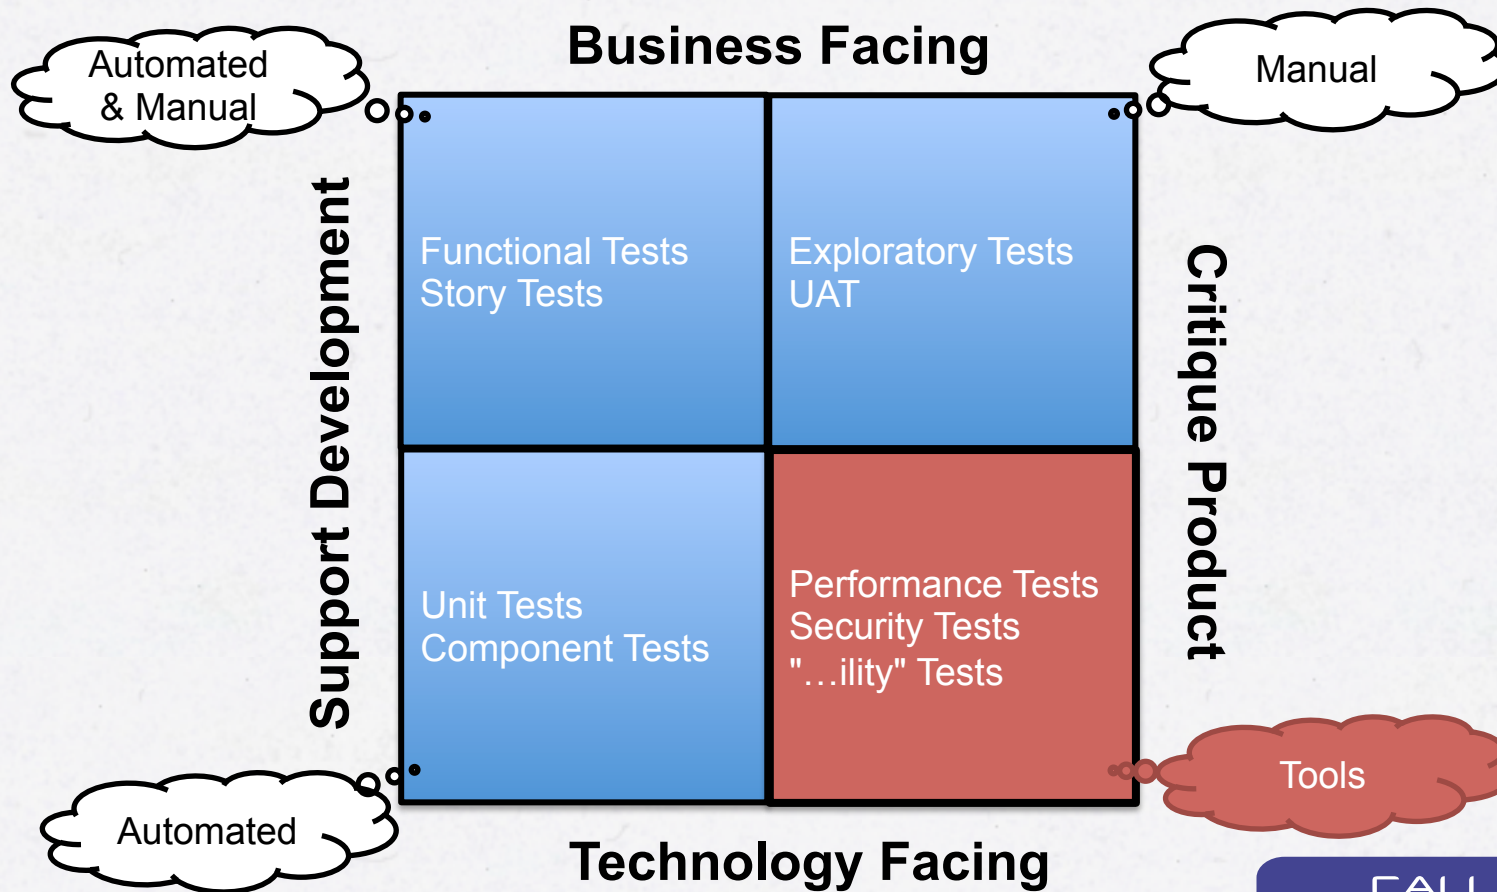 Business Facing
Automated
& Manual
Manual
Support Development
Functional Tests
Story Tests
Exploratory Tests
UAT
Critique Product
Unit Tests
Component Tests
Performance Tests
Security Tests
"...ility" Tests
Tools
Automated
Technology Facing